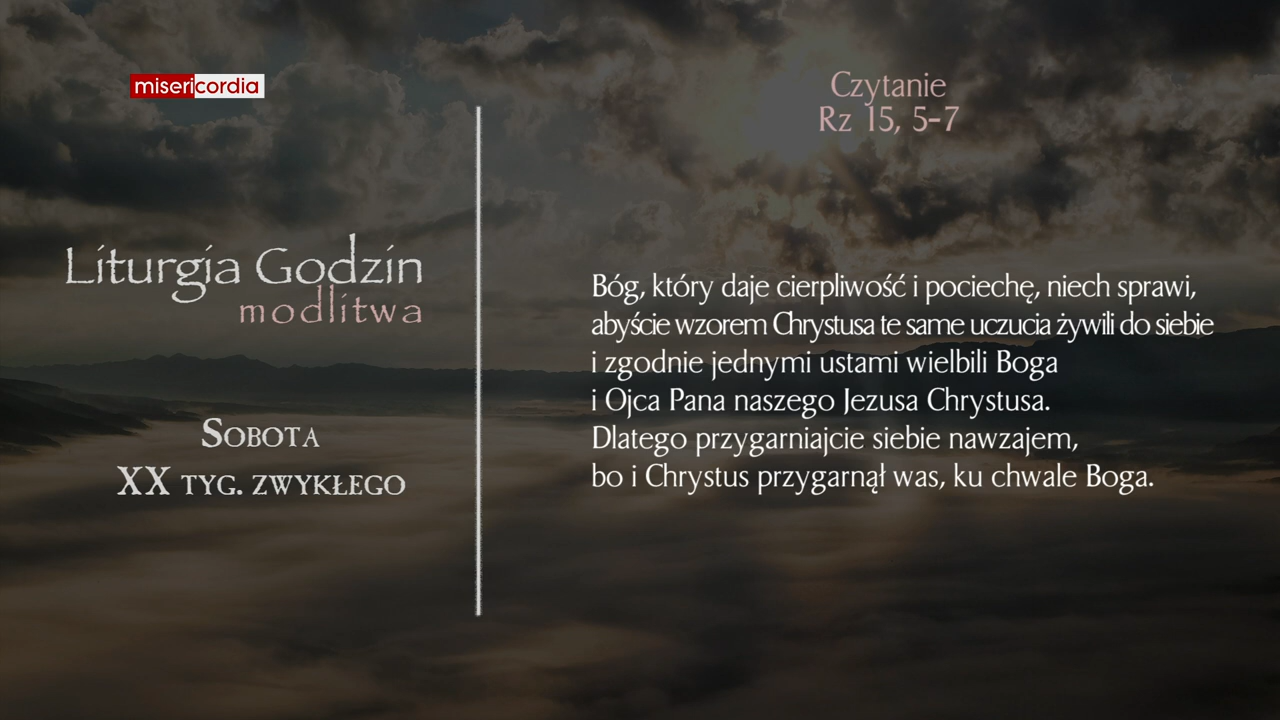 misericordia
Liturgia Godzin
modlitwa
Sobota
XX tyg. zwykłego
Czytanie
Rz 15, 5-7
Bóg, który daje cierpliwość i pociechę, niech sprawi,
abyście wzorem Chrystusa te same uczucia żywili do siebie
i zgodnie jednymi ustami wielbili Boga
i Ojca Pana naszego Jezusa Chrystusa.
Dlatego przygarniajcie siebie nawzajem,
bo i Chrystus przygarnął was, ku chwale Boga.